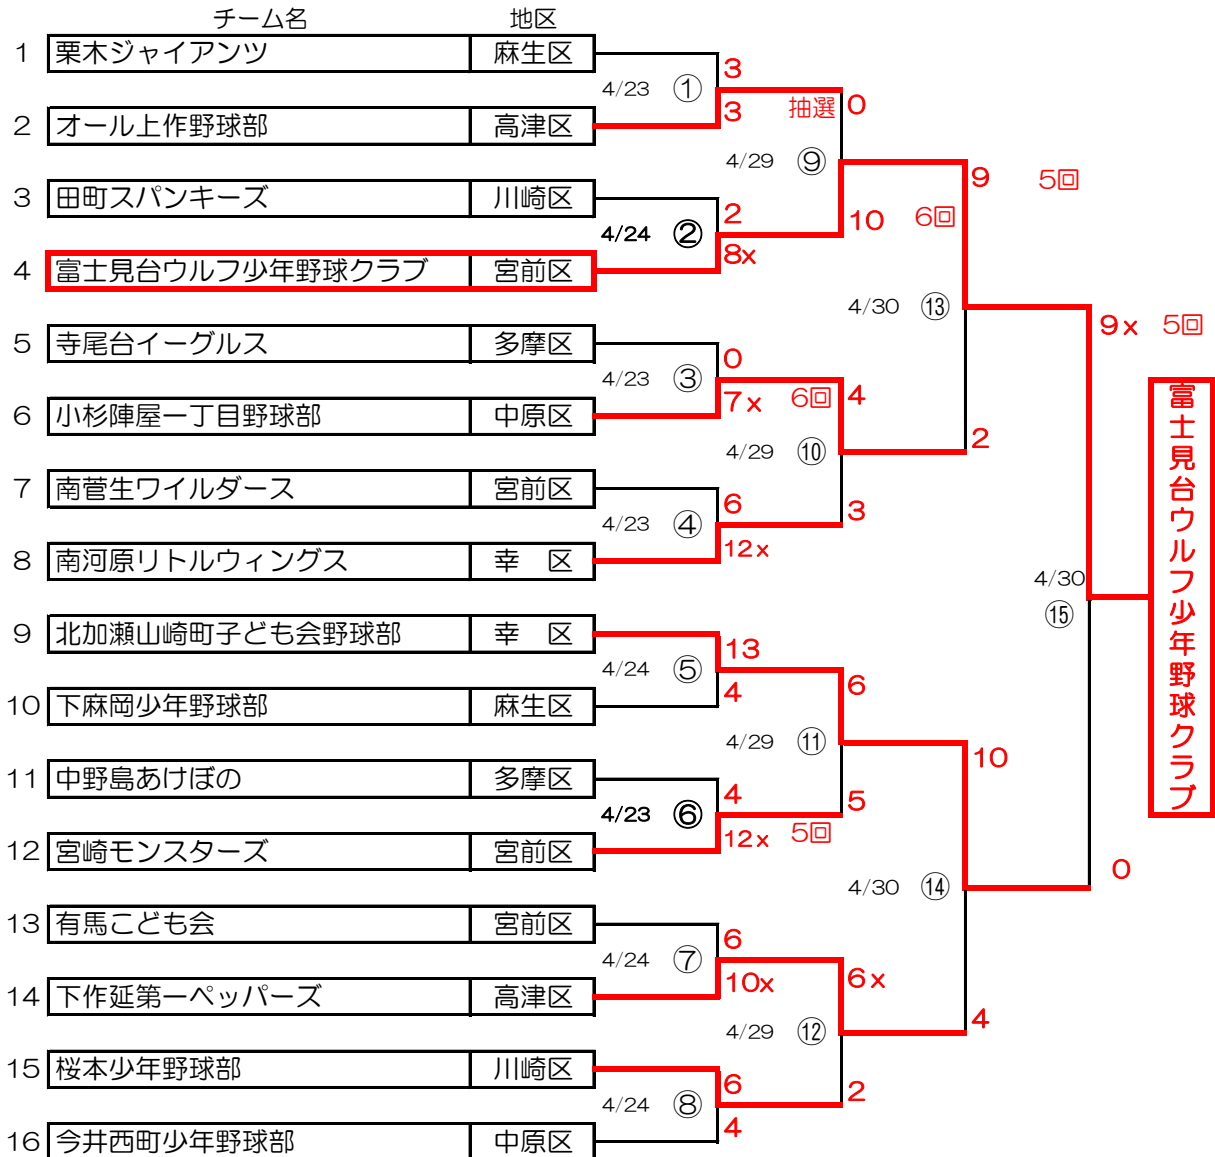 チーム名 地区
1 栗木ジャイアンツ 麻生区
4/23 ① 3
3 抽選 0
2 オール上作野球部 高津区
4/29 ⑨
3 田町スパンキーズ 川崎区
9 5回
4/24 ② 2
8x
10 6回
4 富士見台ウルフ少年野球クラブ 宮前区
4/30 ⑬
9x 5回
5 寺尾台イーグルス 多摩区
4/23 ③ 0
7x 6回 4
6 小杉陣屋一丁目野球部 中原区
4/29 ⑩ 2
7 南菅生ワイルダース 宮前区
4/23 ④ 6
12x
3
8 南河原リトルウィングス 幸 区
4/30
⑮
富士見台ウルフ少年野球クラブ
9 北加瀬山崎町子ども会野球部 幸 区
4/24 ⑤ 13
4
6
10 下麻岡少年野球部 麻生区
4/29 ⑪
10
11 中野島あけぼの 多摩区
4/23 ⑥ 4
12x 5回
5
12 宮崎モンスターズ 宮前区
4/30 ⑭ 0
13 有馬こども会 宮前区
4/24 ⑦ 6
10x 6x
14 下作延第一ペッパーズ 高津区
4/29 ⑫ 4
15 桜本少年野球部 川崎区
4/24 ⑧ 6
4
2
16 今井西町少年野球部 中原区